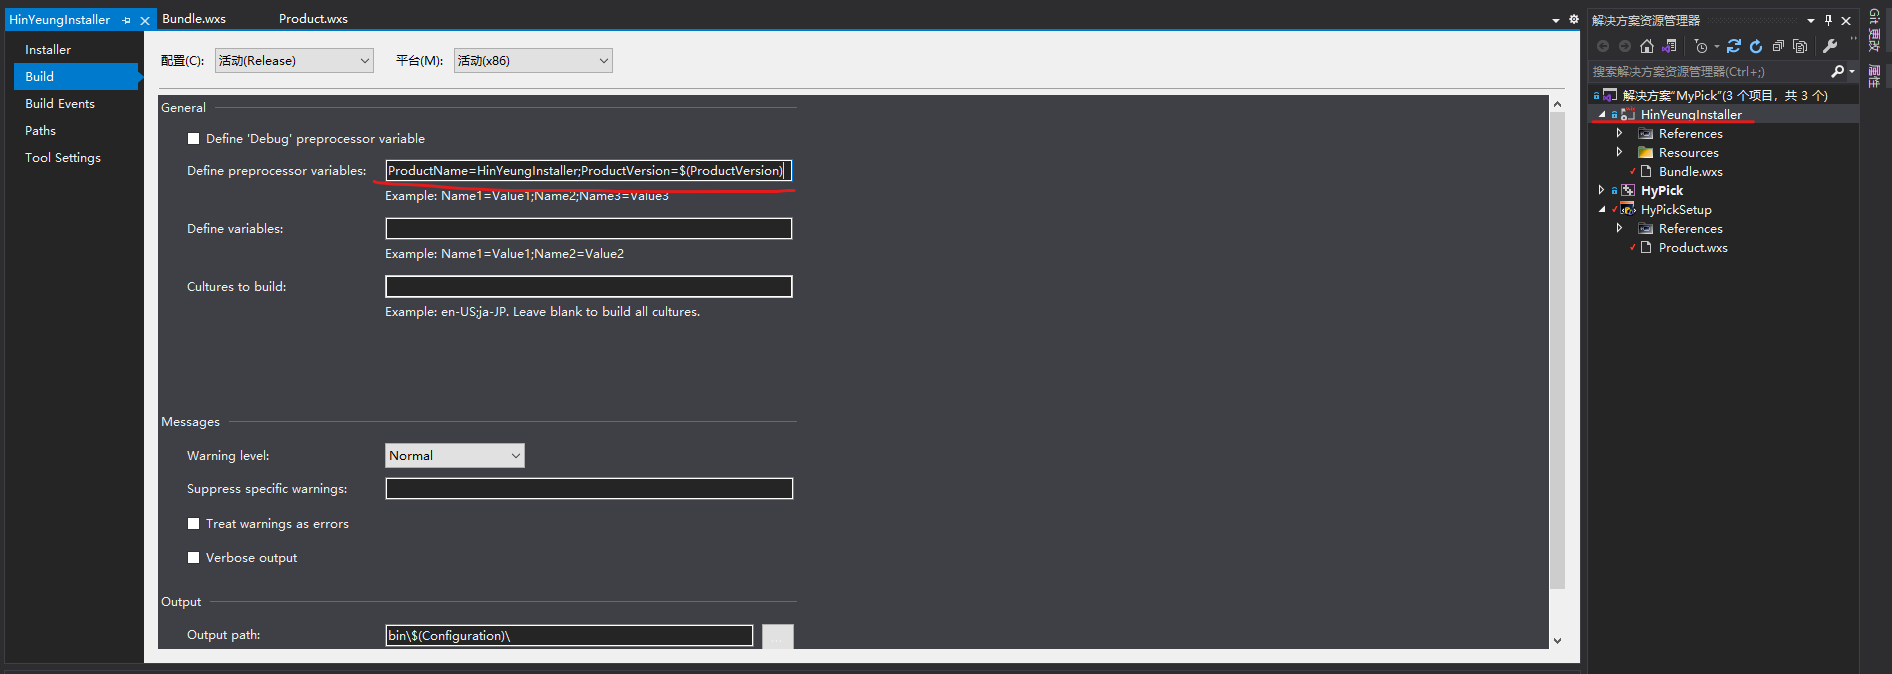 HinYeungInstaller
Bundle.wxs
Product.wxs
Installer
Build
Build Events
Paths
Tool Settings
配置(C):
活动(Release)
平台(M):
活动(x86)
General
Define 'Debug' preprocessor variable
Define preprocessor variables:
ProductName=HinYeungInstaller;ProductVersion=$(ProductVersion)
Example: Name1=Value1;Name2;Name3=Value3
Define variables:
Example: Name1=Value1;Name2=Value2
Cultures to build:
Example: en-US;ja-JP. Leave blank to build all cultures.
Messages
Warning level:
Normal
Suppress specific warnings:
Treat warnings as errors
Verbose output
Output
Output path:
bin\$(Configuration)\
...
解决方案资源管理器
搜索解决方案资源管理器(Ctrl+;)
解决方案"MyPick"(3 个项目，共 3 个)
HinYeungInstaller
References
Resources
Bundle.wxs
HyPick
HyPickSetup
References
Product.wxs
Git 更改
属性